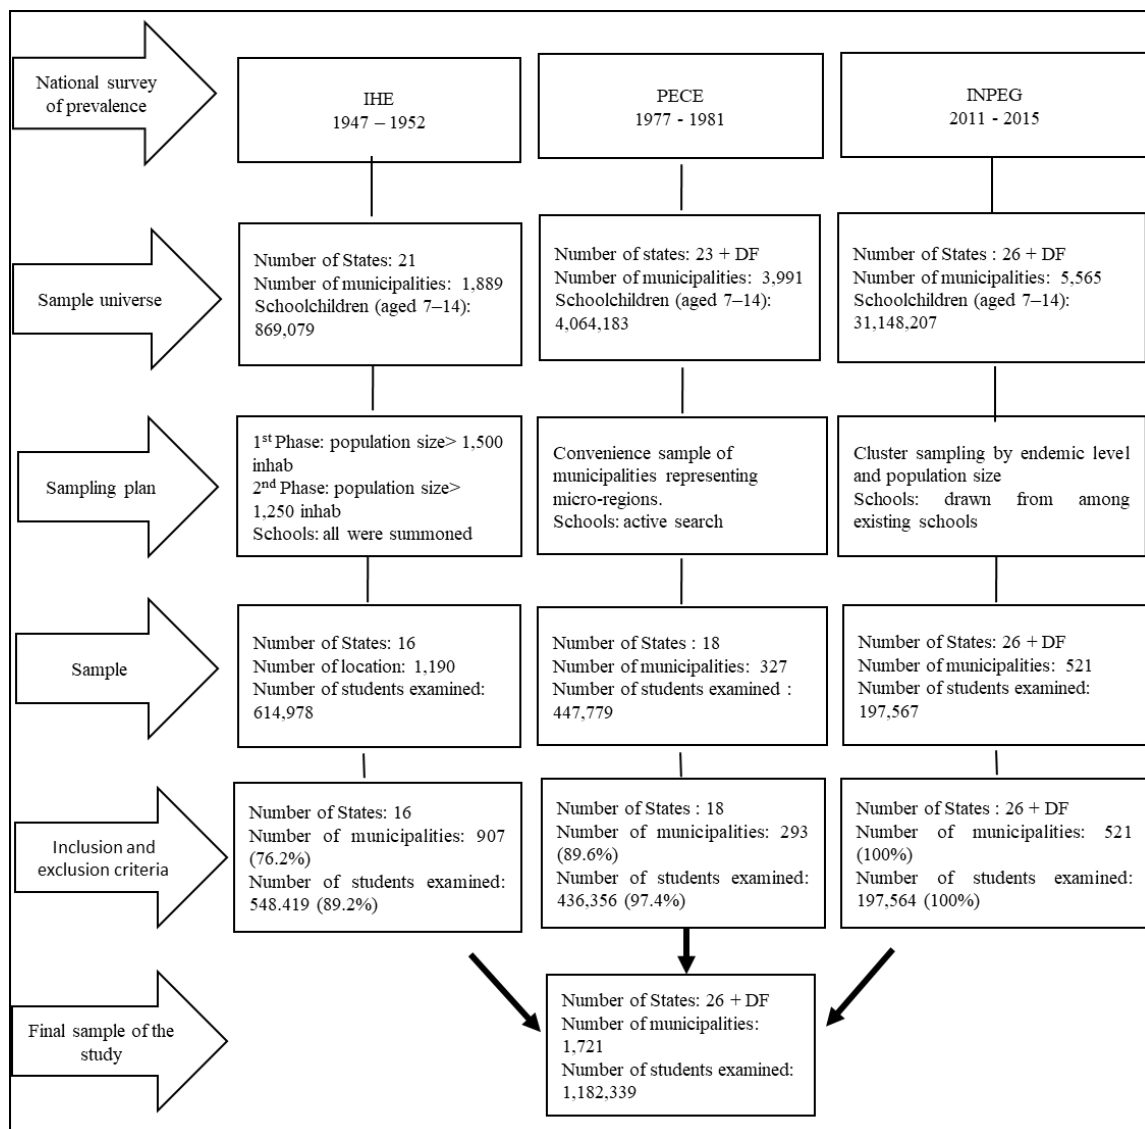 National survey
of prevalence
IHE
1947 – 1952
PECE
1977 - 1981
INPEG
2011 - 2015
Sample universe
Number of States: 21
Number of municipalities: 1,889
Schoolchildren (aged 7–14):
869,079
Number of states: 23 + DF
Number of municipalities: 3,991
Schoolchildren (aged 7–14):
4,064,183
Number of States : 26 + DF
Number of municipalities: 5,565
Schoolchildren (aged 7–14):
31,148,207
Sampling plan
1st Phase: population size> 1,500
inhab
2nd Phase: population size>
1,250 inhab
Schools: all were summoned
Convenience sample of
municipalities representing
micro-regions.
Schools: active search
Cluster sampling by endemic level
and population size
Schools: drawn from among
existing schools
Sample
Number of States: 16
Number of location: 1,190
Number of students examined:
614,978
Number of States : 18
Number of municipalities: 327
Number of students examined :
447,779
Number of States: 26 + DF
Number of municipalities: 521
Number of students examined:
197,567
Inclusion and
exclusion criteria
Number of States: 16
Number of municipalities: 907
(76.2%)
Number of students examined:
548.419 (89.2%)
Number of States : 18
Number of municipalities: 293
(89.6%)
Number of students examined:
436,356 (97.4%)
Number of States : 26 + DF
Number of municipalities: 521
(100%)
Number of students examined:
197,564 (100%)
Final sample of the
study
Number of States: 26 + DF
Number of municipalities:
1,721
Number of students examined:
1,182,339